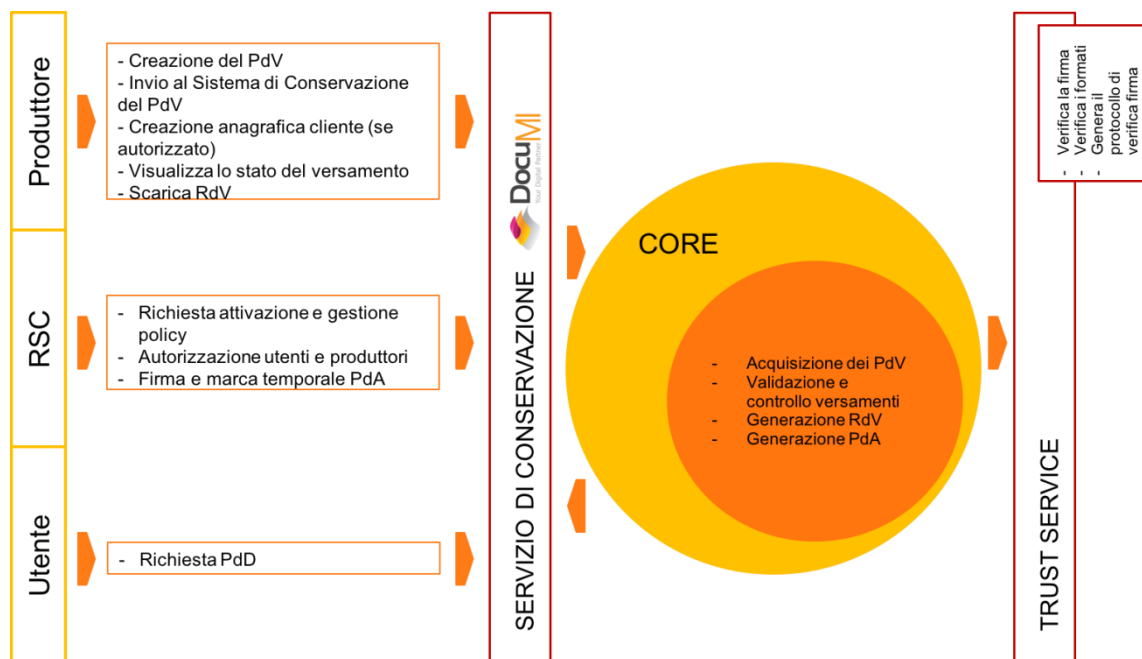 Produttore
- Creazione del PdV
- Invio al Sistema di Conservazione
del PdV
- Creazione anagrafica cliente (se
autorizzato)
- Visualizza lo stato del versamento
- Scarica RdV
RSC
- Richiesta attivazione e gestione
policy
- Autorizzazione utenti e produttori
- Firma e marca temporale PdA
Utente
- Richiesta PdD
SERVIZIO DI CONSERVAZIONE
DocuMI
Your Digital Partner
CORE
- Acquisizione dei PdV
- Validazione e
controllo versamenti
- Generazione RdV
- Generazione PdA
TRUST SERVICE
- Verifica la firma
- Verifica i formati
- Genera il
protocollo di
verifica firma